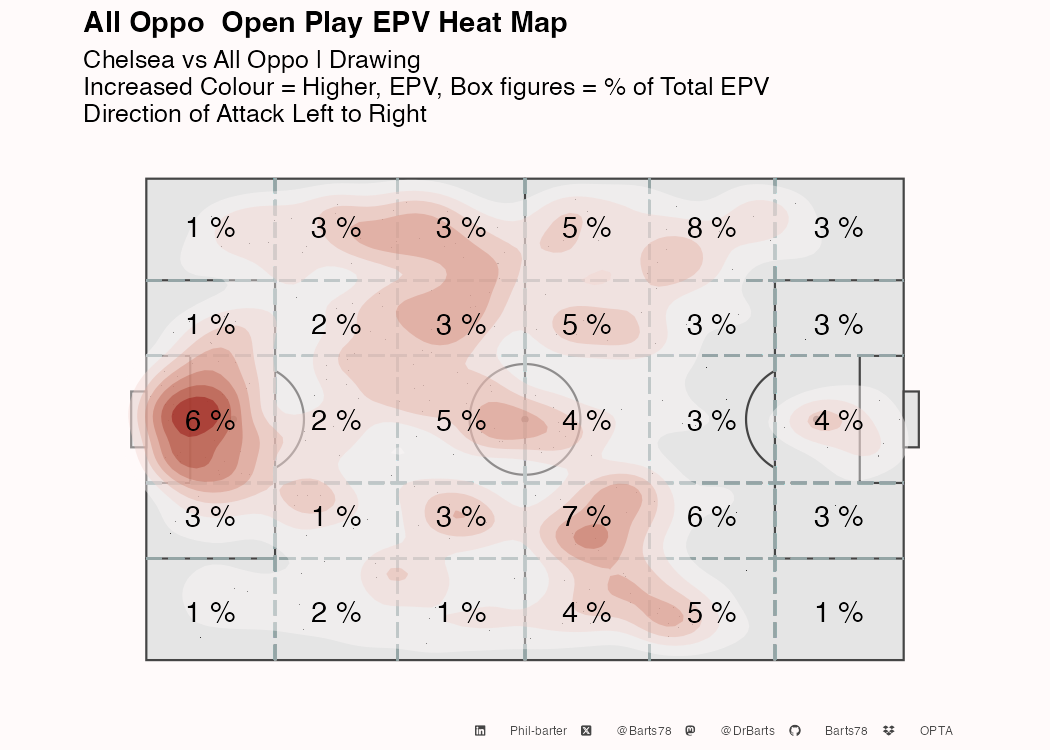 All Oppo  Open Play EPV Heat Map
Chelsea vs All Oppo | Drawing
Increased Colour = Higher, EPV, Box figures = % of Total EPV
Direction of Attack Left to Right
1 % 3 % 3 % 5 % 8 % 3 %
1 % 2 % 3 % 5 % 3 % 3 %
6 % 2 % 5 % 4 % 3 % 4 %
3 % 1 % 3 % 7 % 6 % 3 %
1 % 2 % 1 % 4 % 5 % 1 %
Phil-barter @Barts78 @DrBarts Barts78 OPTA